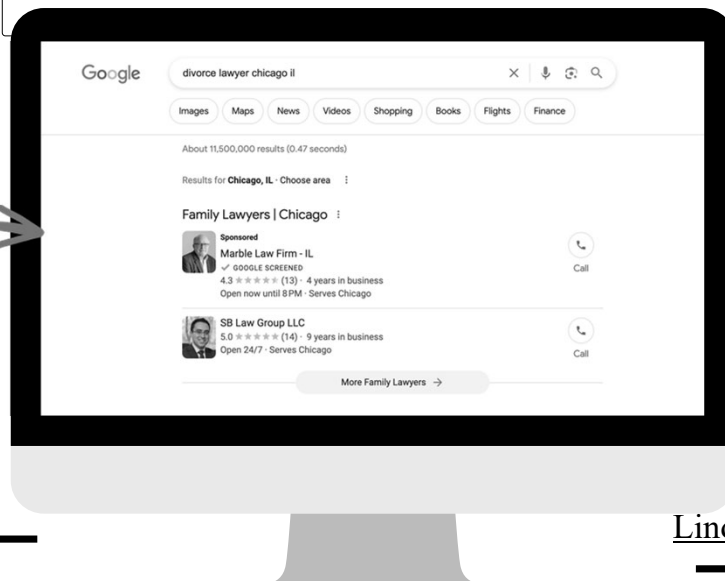 Google divorce lawyer chicago il
Images Maps News Videos Shopping Books Flights Finance
About 11,500,000 results (0.47 seconds)
Results for Chicago, IL · Choose area
Family Lawyers | Chicago
Sponsored
Marble Law Firm - IL
✓ GOOGLE SCREENED
4.3 ★★★★★ (13) · 4 years in business
Open now until 8 PM · Serves Chicago
Call
SB Law Group LLC
5.0 ★★★★★ (14) · 9 years in business
Open 24/7 · Serves Chicago
Call
More Family Lawyers →